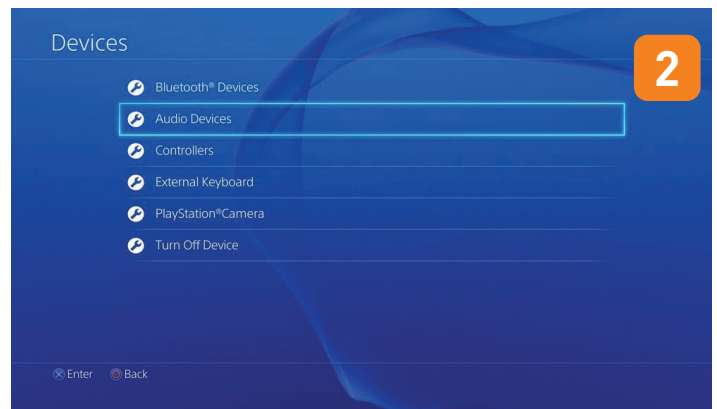 Devices
2
Bluetooth® Devices
Audio Devices
Controllers
External Keyboard
PlayStation®Camera
Turn Off Device
Enter Back